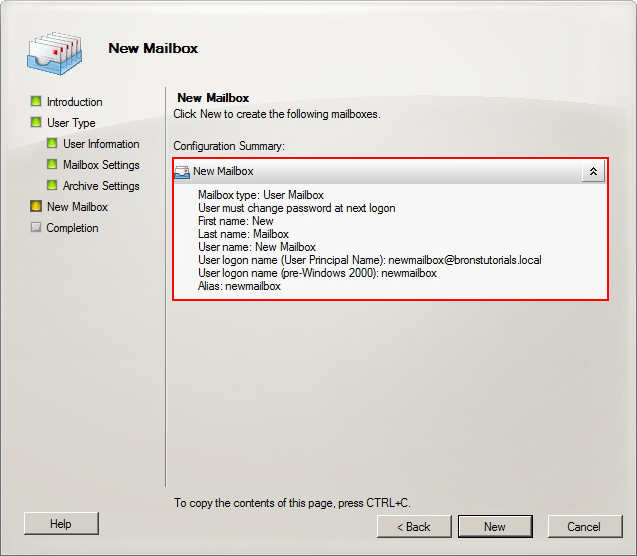 New Mailbox
Introduction
User Type
User Information
Mailbox Settings
Archive Settings
New Mailbox
Completion
New Mailbox
Click New to create the following mailboxes.
Configuration Summary:
New Mailbox
Mailbox type: User Mailbox
User must change password at next logon
First name: New
Last name: Mailbox
User name: New Mailbox
User logon name (User Principal Name): newmailbox@bronstutorials.local
User logon name (pre-Windows 2000): newmailbox
Alias: newmailbox
To copy the contents of this page, press CTRL+C.
Help
< Back
New
Cancel